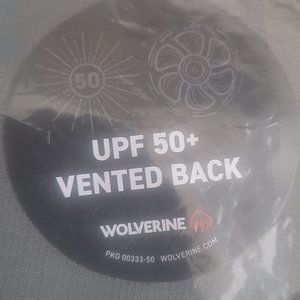 50
UPF 50+
VENTED BACK
WOLVERINE
PKG 00333-50 WOLVERINE.COM